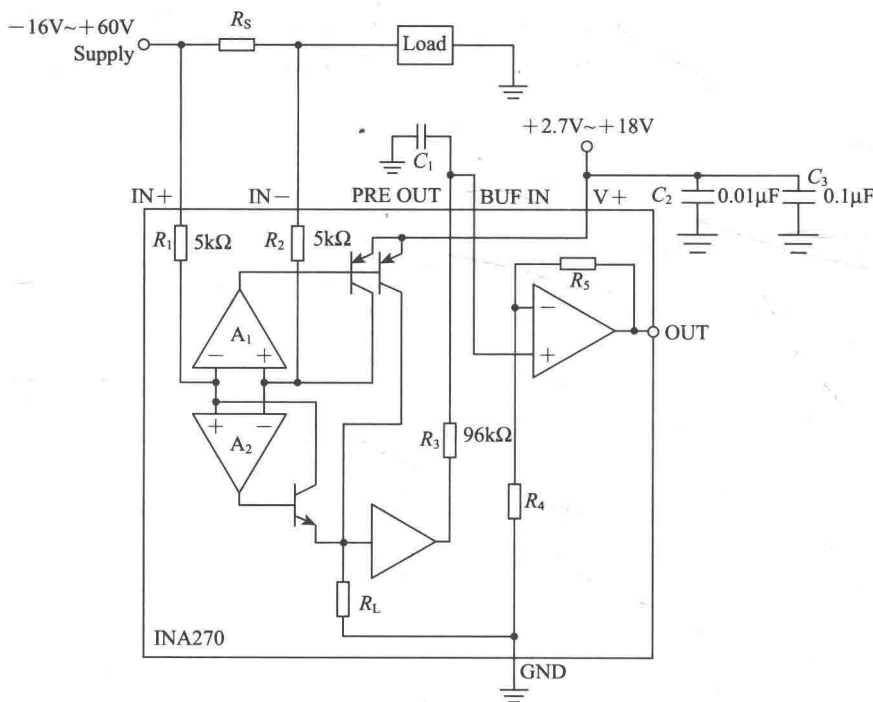 −16V~+60V
Supply
R_S
Load
+2.7V~+18V
C_1
C_2
0.01μF
C_3
0.1μF
IN+
IN−
PRE OUT
BUF IN
V+
R_1
5kΩ
R_2
5kΩ
R_5
A_1
−
+
−
+
OUT
+
−
A_2
R_3
96kΩ
R_4
R_L
INA270
GND